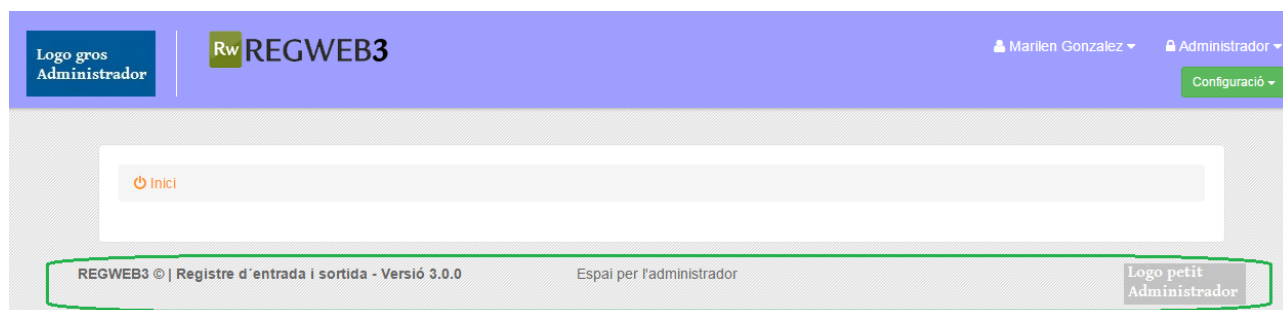 Logo gros
Administrador
Rw REGWEB3
Marilen Gonzalez
Administrador
Configuració
Inici
REGWEB3 © | Registre d´entrada i sortida - Versió 3.0.0
Espai per l'administrador
Logo petit
Administrador